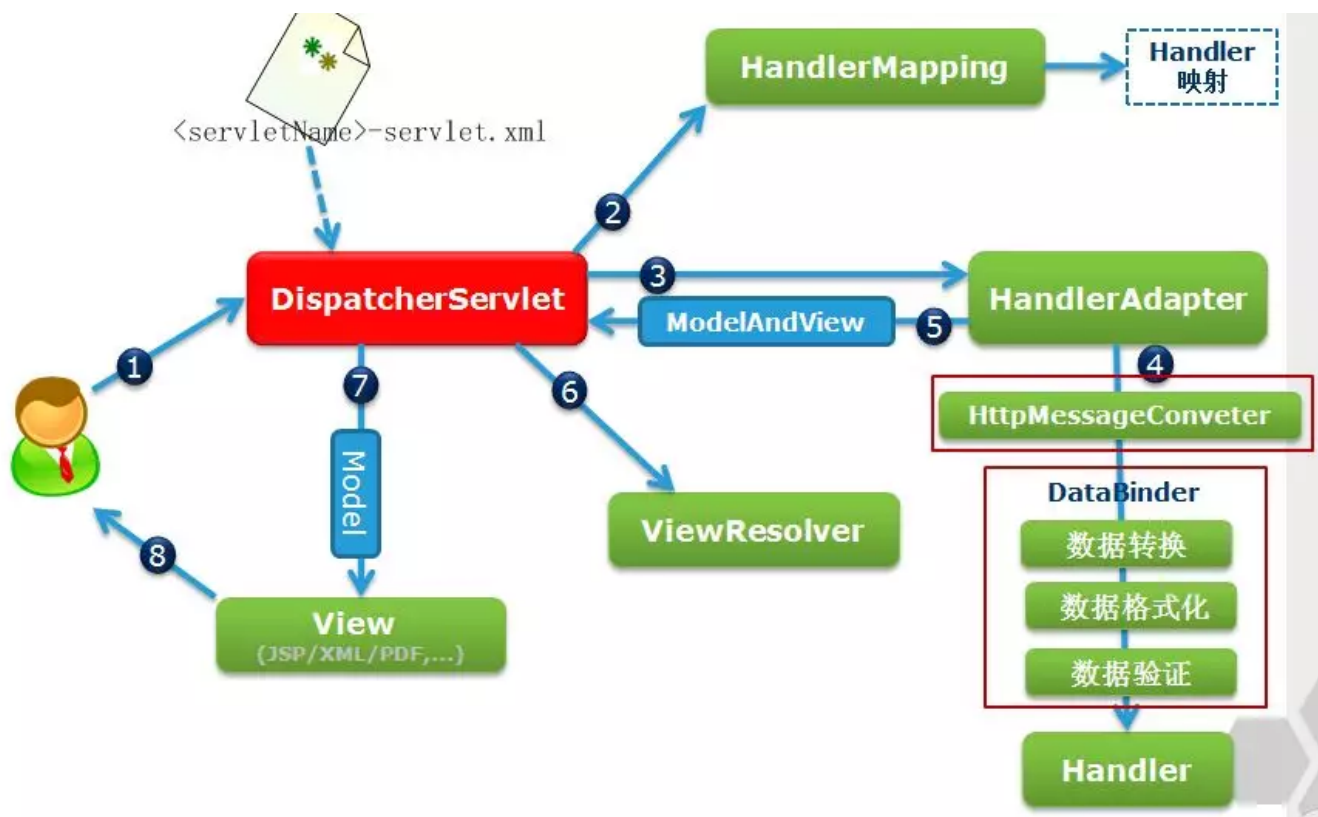 <servletName>-servlet.xml
HandlerMapping
Handler
映射
2
DispatcherServlet
3
HandlerAdapter
ModelAndView
5
1
7
6
4
HttpMessageConveter
Model
DataBinder
数据转换
ViewResolver
8
数据格式化
View
(JSP/XML/PDF,...)
数据验证
Handler